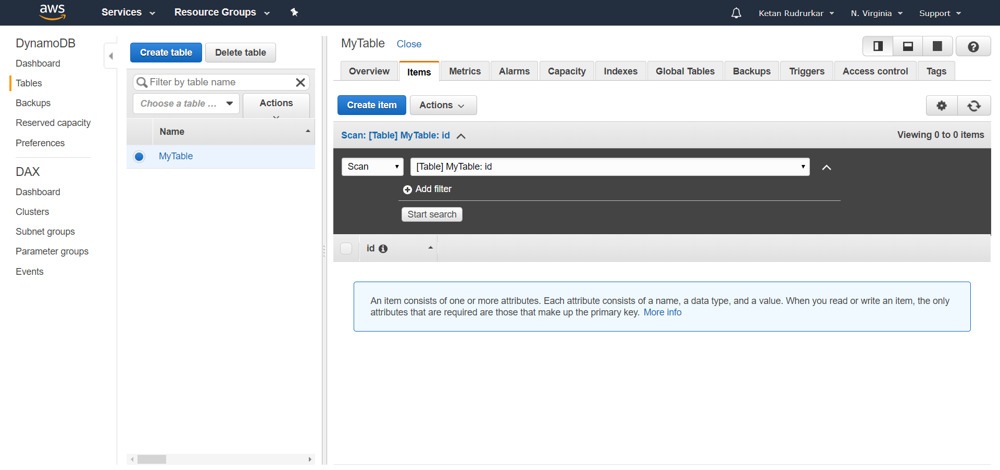 aws Services Resource Groups Ketan Rudrurkar N. Virginia Support
DynamoDB
Dashboard
Tables
Backups
Reserved capacity
Preferences
DAX
Dashboard
Clusters
Subnet groups
Parameter groups
Events
Create table Delete table
Filter by table name
Choose a table ... Actions
Name
MyTable
MyTable Close
Overview Items Metrics Alarms Capacity Indexes Global Tables Backups Triggers Access control Tags
Create item Actions
Scan: [Table] MyTable: id Viewing 0 to 0 items
Scan [Table] MyTable: id
Add filter
Start search
id
An item consists of one or more attributes. Each attribute consists of a name, a data type, and a value. When you read or write an item, the only
attributes that are required are those that make up the primary key. More info